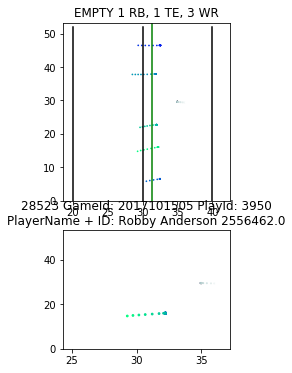 EMPTY 1 RB, 1 TE, 3 WR
50
40
30
20
10
0
20 25 30 35 40
28523 GameId: 2017101505 PlayId: 3950
PlayerName + ID: Robby Anderson 2556462.0
40
20
0
25 30 35